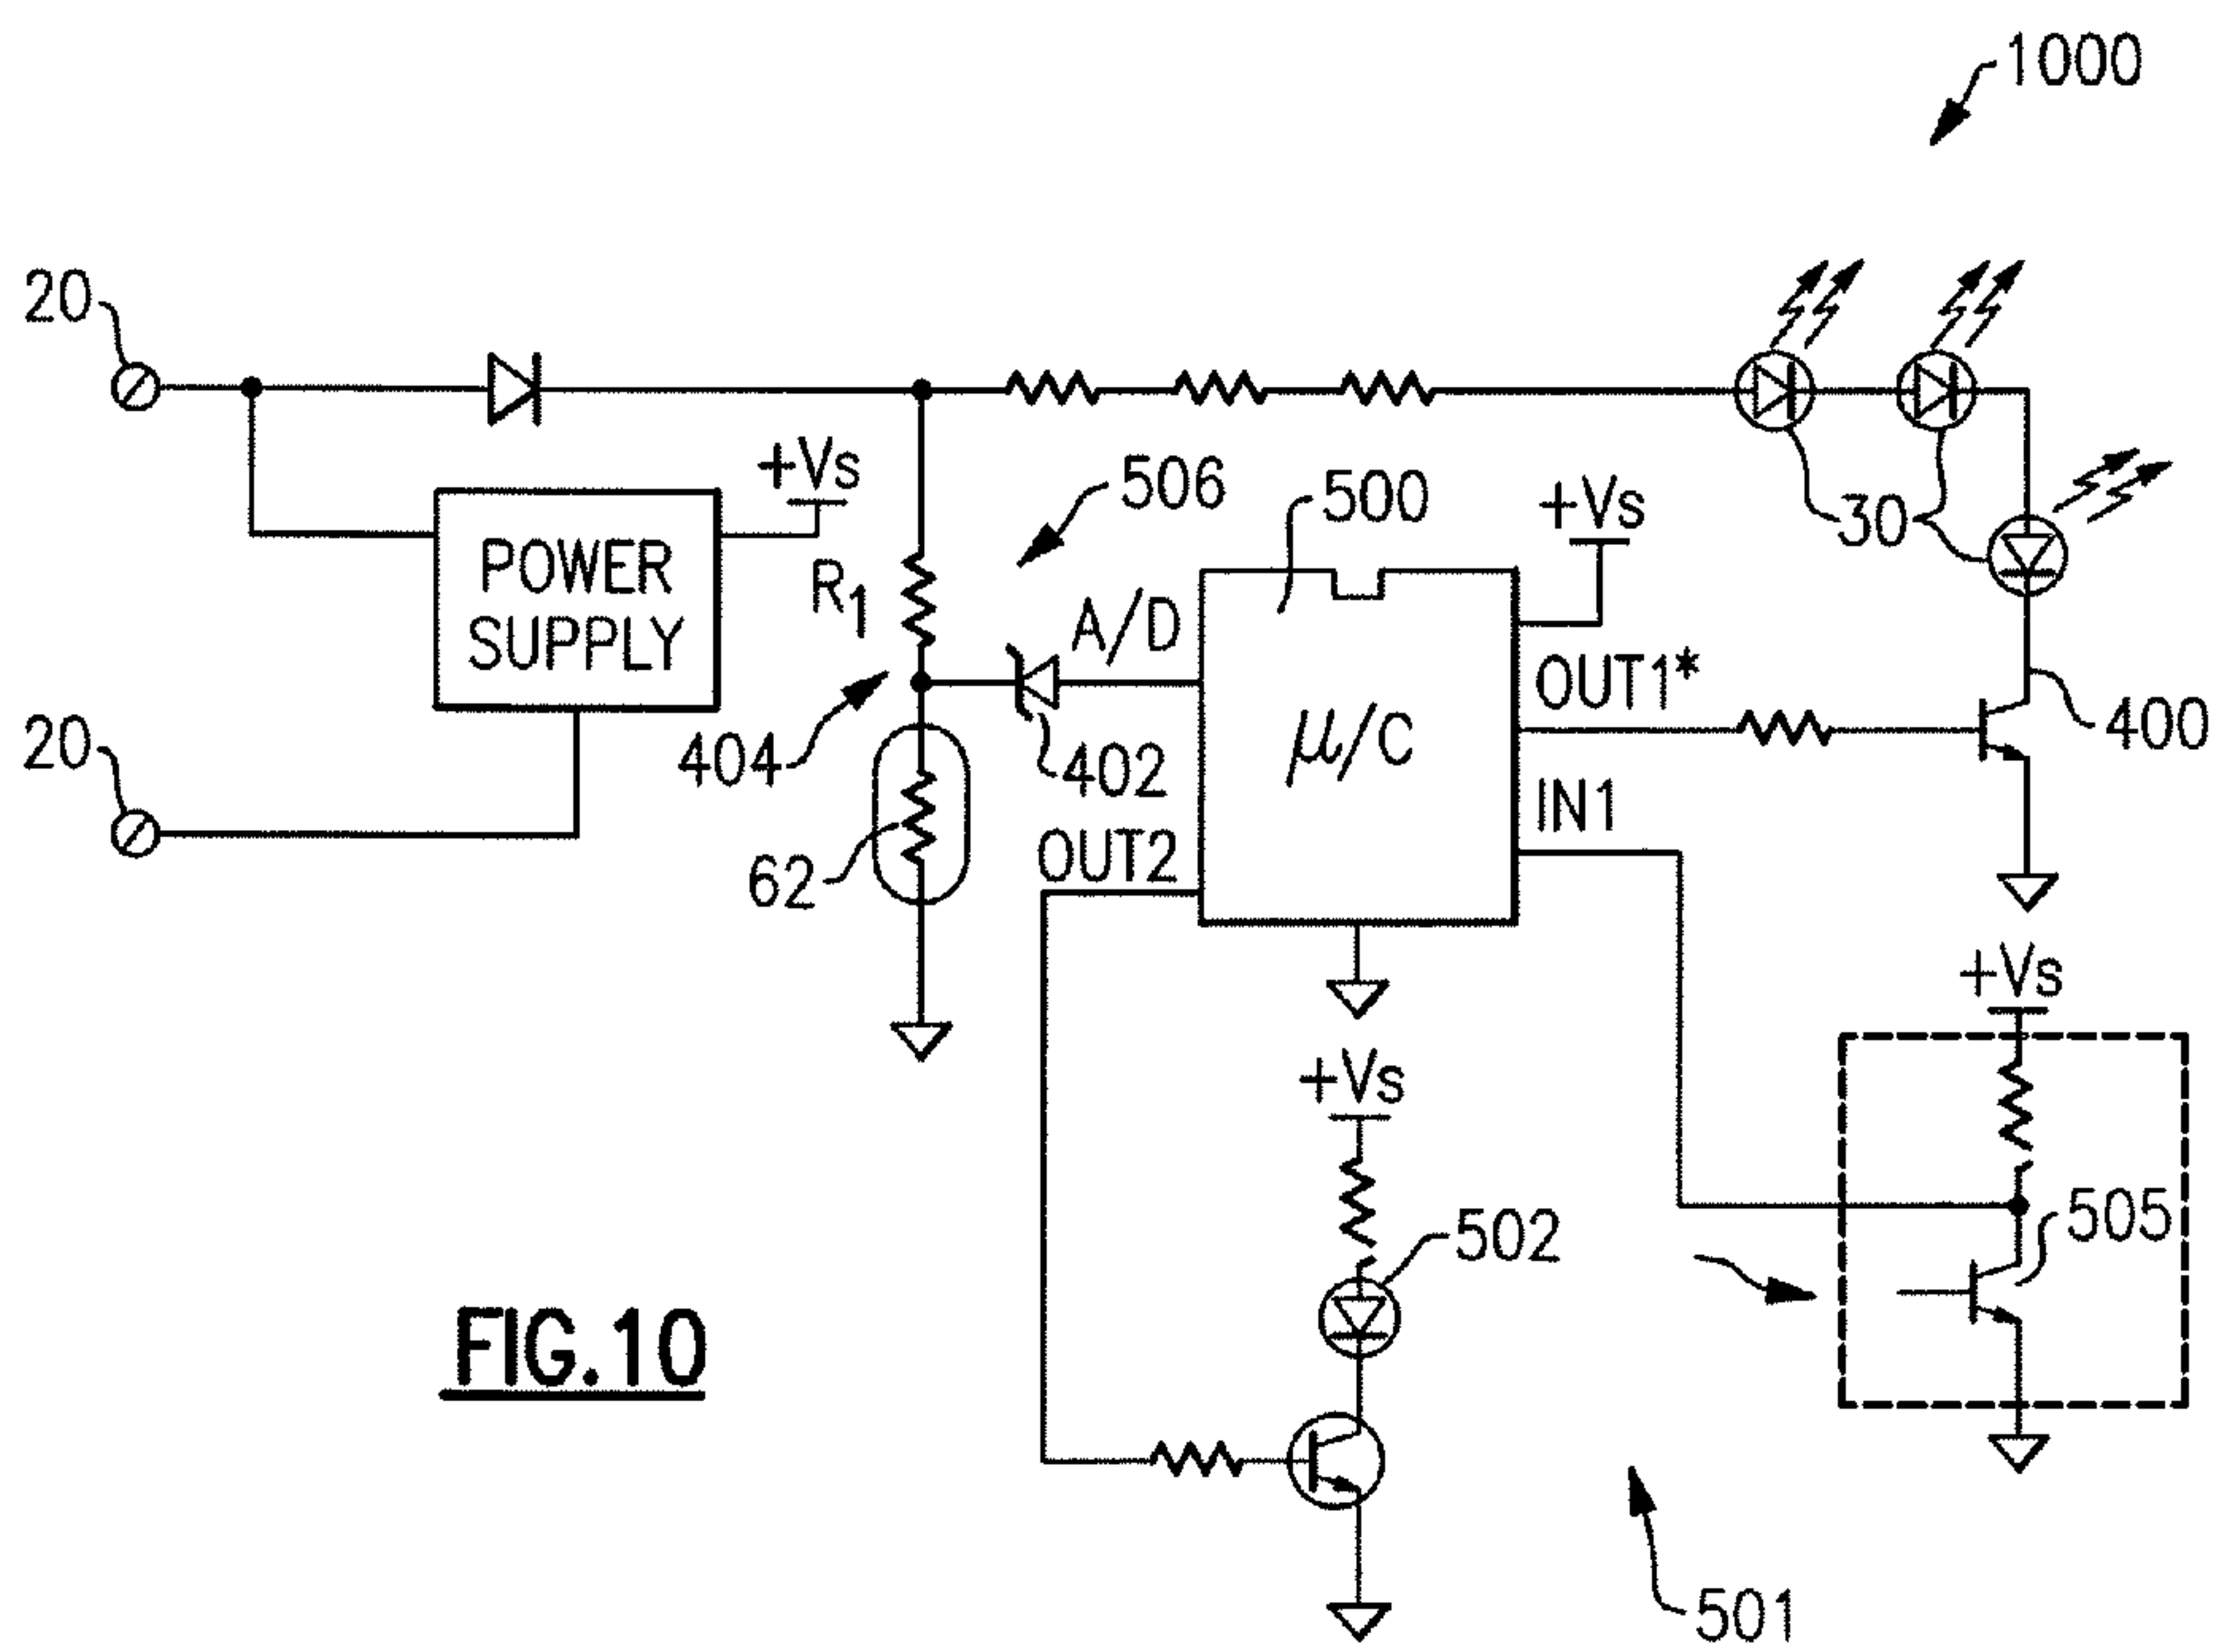 1000
20
+Vs
506
500
+Vs
30
POWER
SUPPLY
R1
A/D
OUT1*
20
404
402
μ/C
400
62
OUT2
IN1
+Vs
+Vs
502
505
FIG.10
501